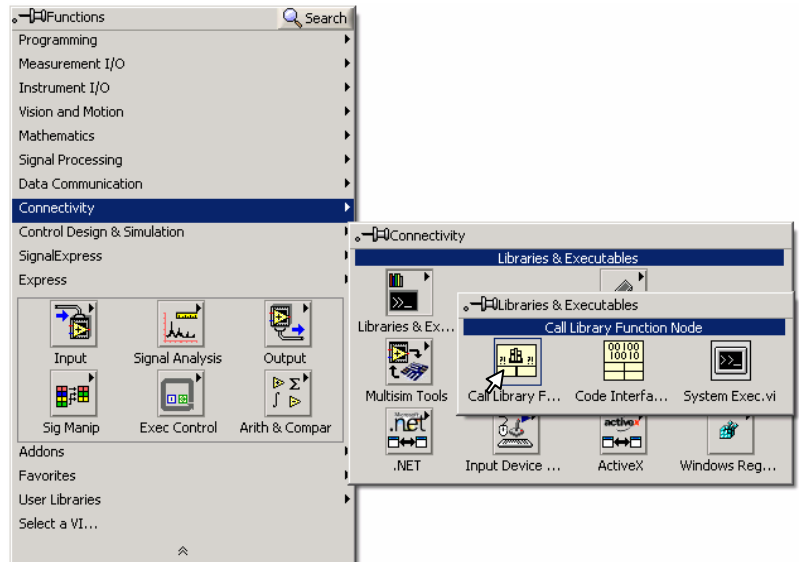 Functions
Search
Programming
Measurement I/O
Instrument I/O
Vision and Motion
Mathematics
Signal Processing
Data Communication
Connectivity
Control Design & Simulation
SignalExpress
Express
Input Signal Analysis Output
Sig Manip Exec Control Arith & Compar
Addons
Favorites
User Libraries
Select a VI...
Connectivity
Libraries & Executables
Libraries & Ex...
Multisim Tools
.NET Input Device ... ActiveX Windows Reg...
Microsoft
.net
activex
Libraries & Executables
Call Library Function Node
00100
10010
Call Library F... Code Interfa... System Exec.vi